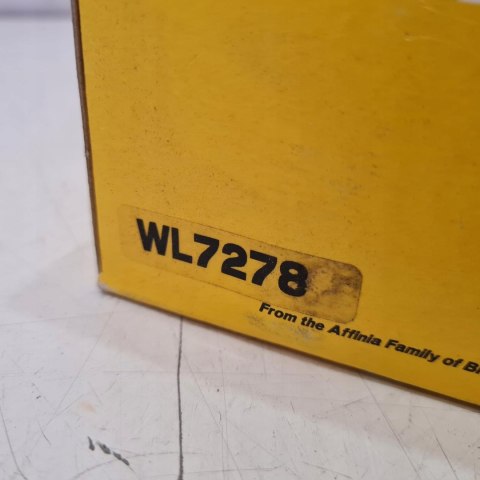 WL7278
From the Affinia Family of